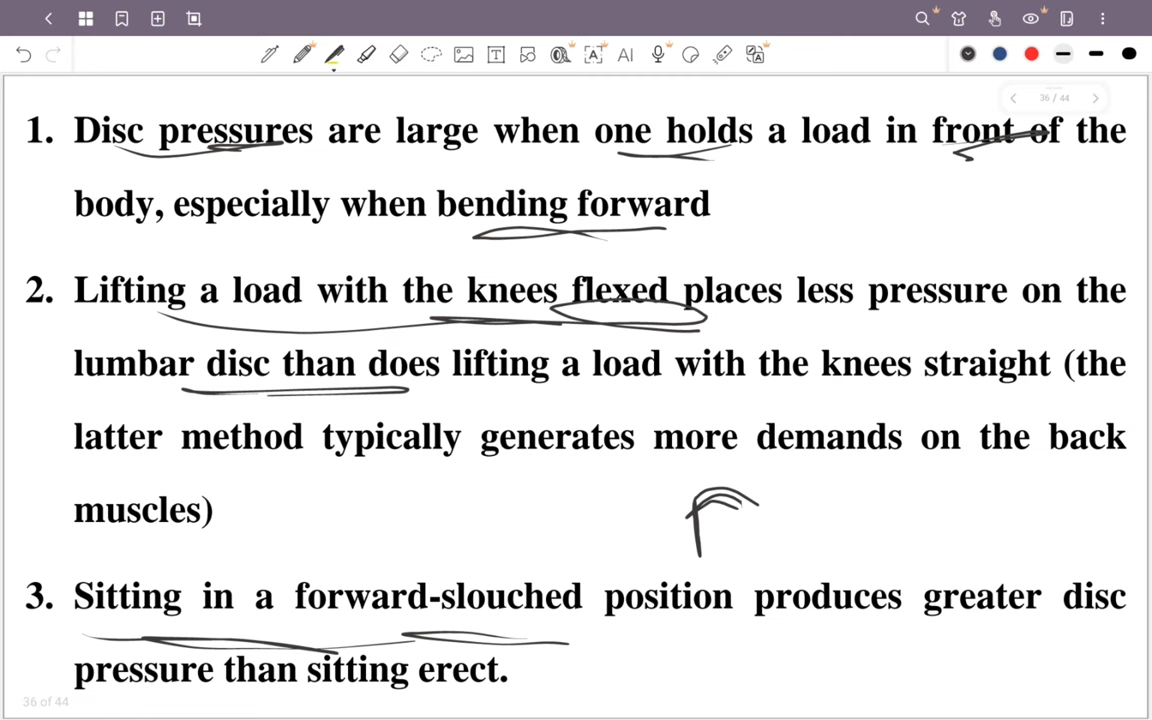 36 / 44
1. Disc pressures are large when one holds a load in front of the
body, especially when bending forward
2. Lifting a load with the knees flexed places less pressure on the
lumbar disc than does lifting a load with the knees straight (the
latter method typically generates more demands on the back
muscles)
3. Sitting in a forward-slouched position produces greater disc
pressure than sitting erect.
36 of 44